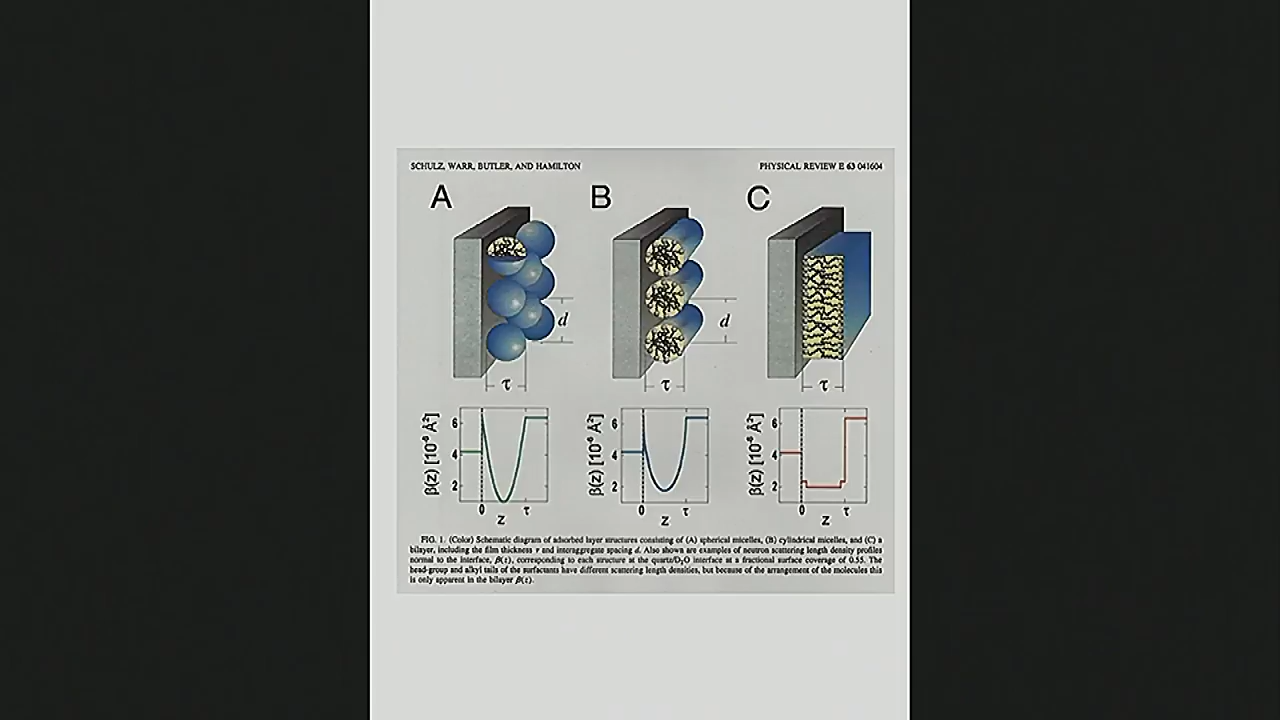 SCHULZ, WARR, BUTLER, AND HAMILTON
PHYSICAL REVIEW E 63 041604
A B C
d d
τ τ τ
β(z) [10⁻⁶ Å²]
6
4
2
0 τ
z
β(z) [10⁻⁶ Å²]
6
4
2
0 τ
z
β(z) [10⁻⁶ Å²]
6
4
2
0 τ
z
FIG. 1. (Color) Schematic diagram of adsorbed layer structures consisting of (A) spherical micelles, (B) cylindrical micelles, and (C) a
bilayer, including the film thickness τ and interaggregate spacing d. Also shown are examples of neutron scattering length density profiles
normal to the interface, β(z), corresponding to each structure at the quartz/D₂O interface at a fractional surface coverage of 0.55. The
head-group and alkyl tails of the surfactants have different scattering length densities, but because of the arrangement of the molecules this
is only apparent in the bilayer β(z).